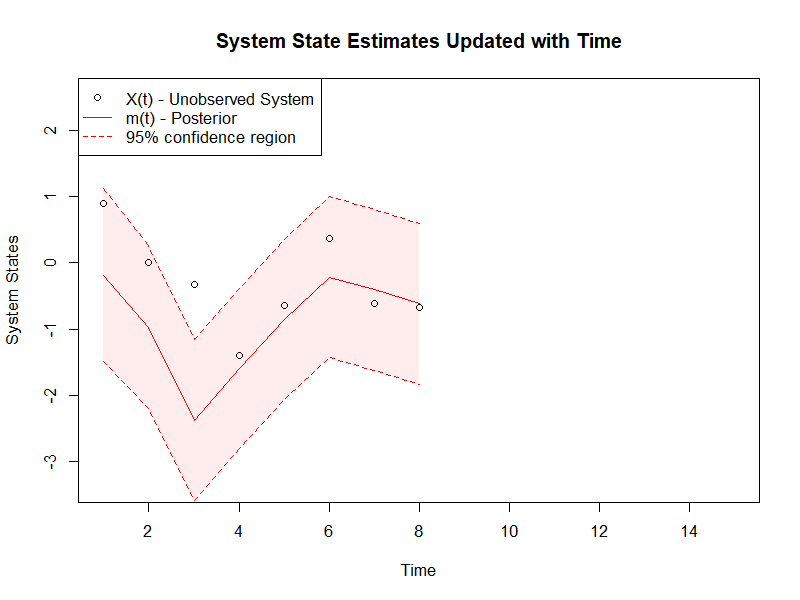 System State Estimates Updated with Time
X(t) - Unobserved System
m(t) - Posterior
95% confidence region
2
1
0
-1
-2
-3
System States
2 4 6 8 10 12 14
Time